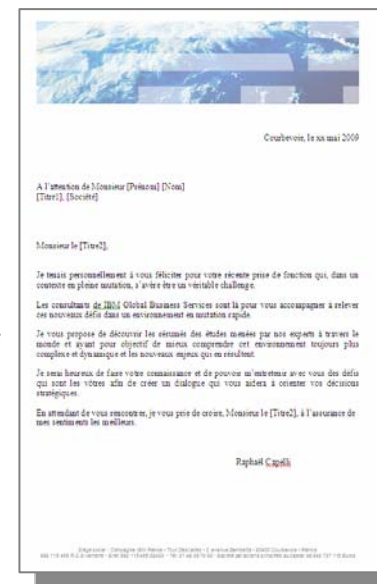 Courbevoie, le xx mai 2009
A l'attention de Monsieur [Prénom] [Nom]
[Titre1], [Société]
Monsieur le [Titre2],
Je tenais personnellement à vous féliciter pour votre récente prise de fonction qui, dans un
contexte en pleine mutation, s'avère être un véritable challenge.
Les consultants de IBM Global Business Services sont là pour vous accompagner à relever
ces nouveaux défis dans un environnement en mutation rapide.
Je vous propose de découvrir les résumés des études menées par nos experts à travers le
monde et ayant pour objectif de mieux comprendre cet environnement toujours plus
complexe et dynamique et les nouveaux enjeux qui en résultent.
Je serai heureux de faire votre connaissance et de pouvoir m'entretenir avec vous des défis
qui sont les vôtres afin de créer un dialogue qui vous aidera à orienter vos décisions
stratégiques.
En attendant de vous rencontrer, je vous prie de croire, Monsieur le [Titre2], à l'assurance de
mes sentiments les meilleurs.
Raphaël Capelli